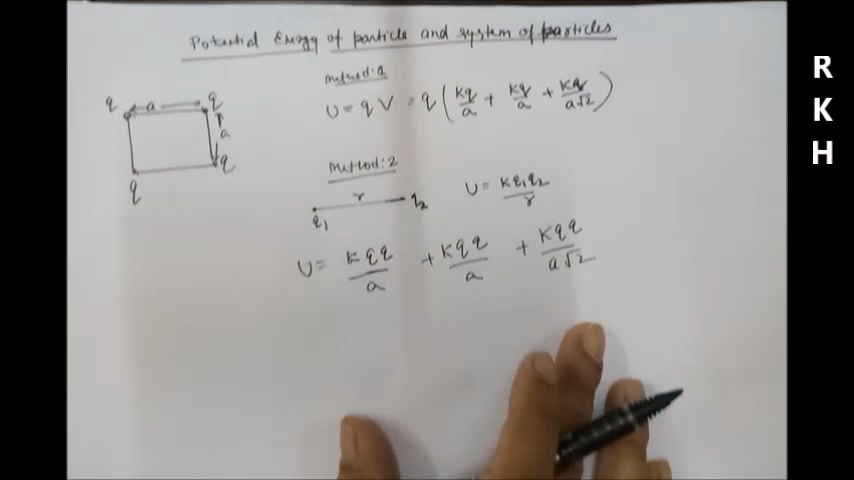 Potential Energy of particle and system of particles
Method:1
U = qV = q(Kq/a + Kq/a + Kq/a√2)
q a q
a
q q
Method:2
r
q1 q2
U = Kq1q2/r
U = Kqq/a + Kqq/a + Kqq/a√2
R
K
H